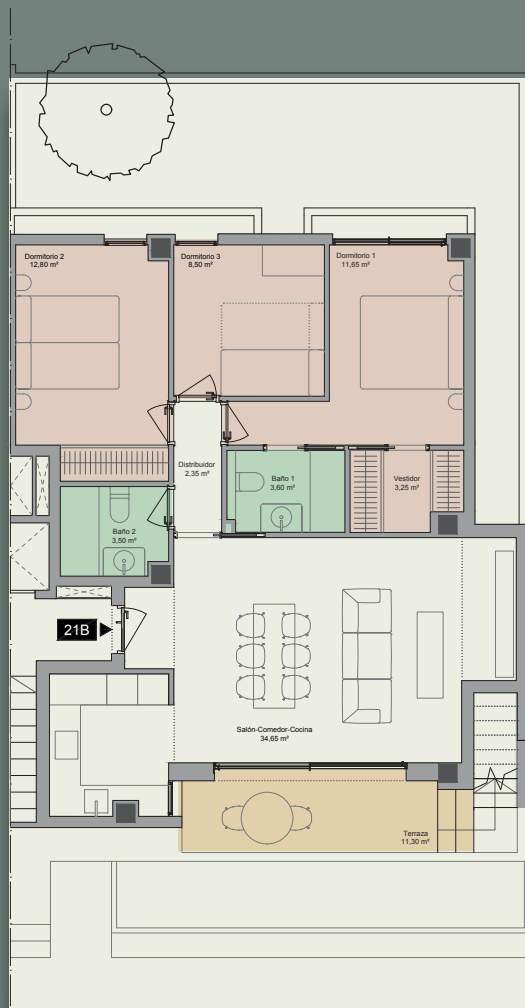 Dormitorio 2
12,80 m²
Dormitorio 3
8,50 m²
Dormitorio 1
11,65 m²
Distribuidor
2,35 m²
Baño 1
3,60 m²
Vestidor
3,25 m²
Baño 2
3,50 m²
21B
Salón-Comedor-Cocina
34,65 m²
Terraza
11,30 m²